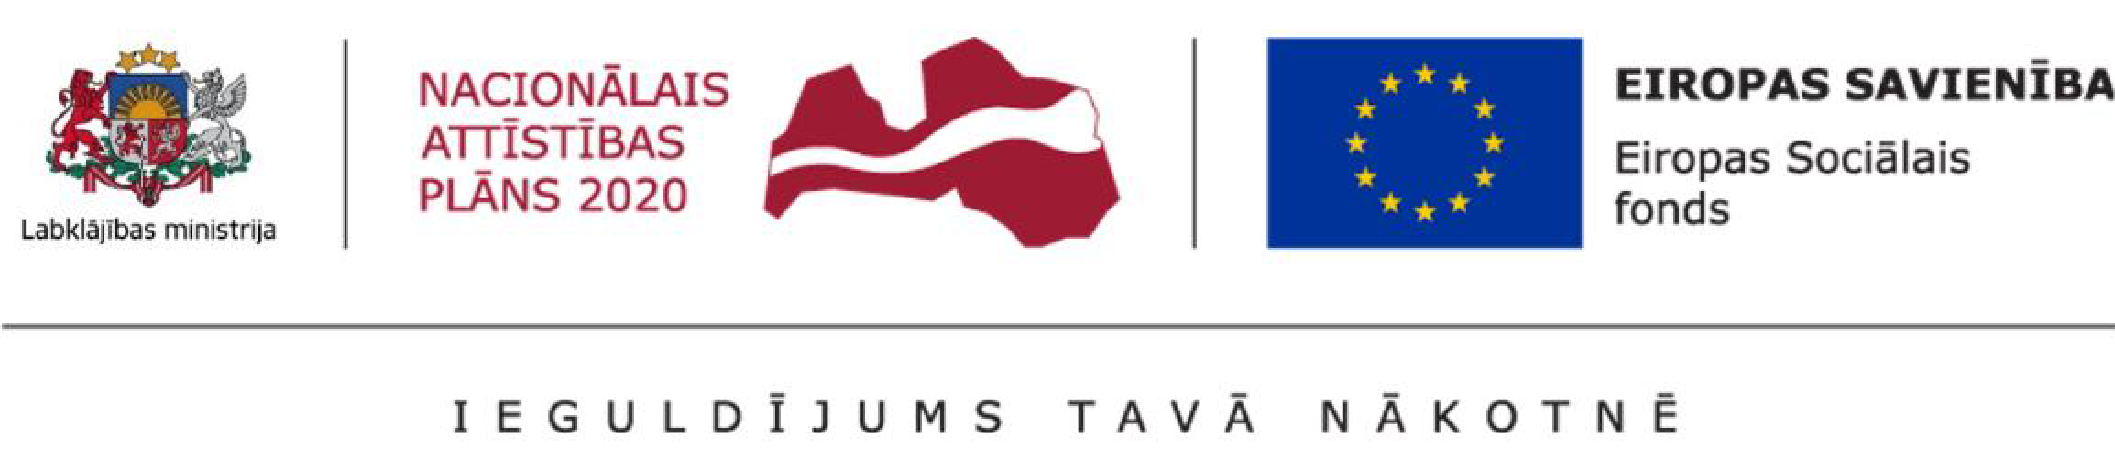 Labklājības ministrija
NACIONĀLAIS
ATTĪSTĪBAS
PLĀNS 2020
EIROPAS SAVIENĪBA
Eiropas Sociālais
fonds
IEGULDĪJUMS TAVĀ NĀKOTNĒ